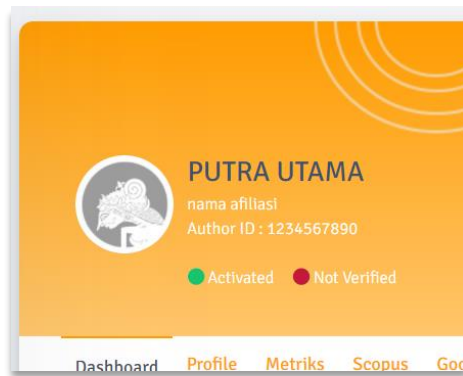 PUTRA UTAMA
nama afiliasi
Author ID : 1234567890
Activated Not Verified
Dashboard Profile Metriks Scopus